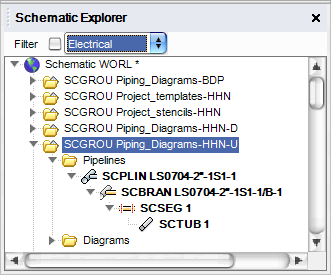 Schematic Explorer
Filter Electrical
Schematic WORL *
SCGROU Piping_Diagrams-BDP
SCGROU Project_templates-HHN
SCGROU Project_stencils-HHN
SCGROU Piping_Diagrams-HHN-D
SCGROU Piping_Diagrams-HHN-U
Pipelines
SCPLIN LS0704-2"-1S1-1
SCBRAN LS0704-2"-1S1-1/B-1
SCSEG 1
SCTUB 1
Diagrams